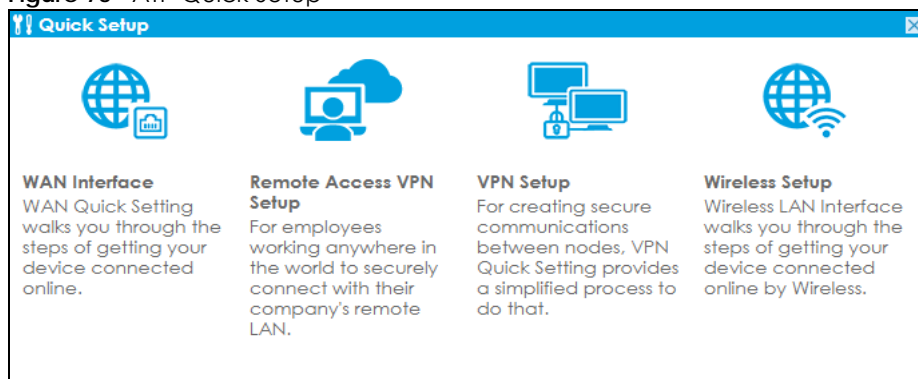 Quick Setup
WAN Interface
WAN Quick Setting
walks you through the
steps of getting your
device connected
online.
Remote Access VPN
Setup
For employees
working anywhere in
the world to securely
connect with their
company's remote
LAN.
VPN Setup
For creating secure
communications
between nodes, VPN
Quick Setting provides
a simplified process to
do that.
Wireless Setup
Wireless LAN Interface
walks you through the
steps of getting your
device connected
online by Wireless.